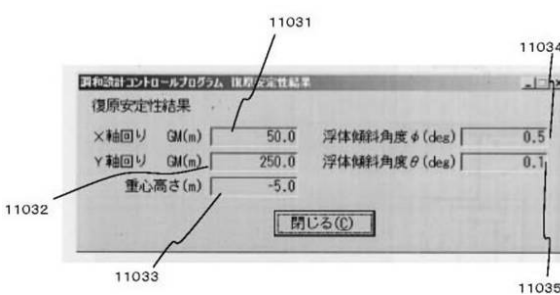 11031
11034
調和設計コントロールプログラム 復原安定性結果
復原安定性結果
X軸回り GM(m) 50.0 浮体傾斜角度φ(deg) 0.5
Y軸回り GM(m) 250.0 浮体傾斜角度θ(deg) 0.1
重心高さ(m) -5.0
11032
閉じる(C)
11033
11035